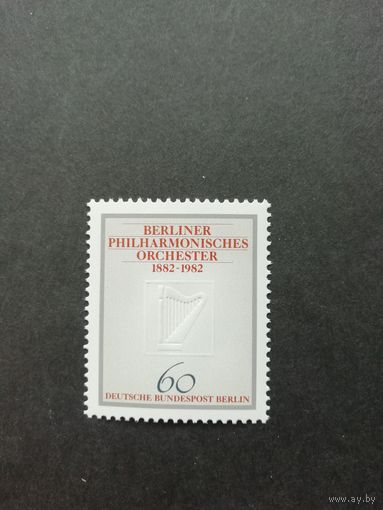 BERLINER
PHILHARMONISCHES
ORCHESTER
1882-1982
60
DEUTSCHE BUNDESPOST BERLIN
www.ay.by